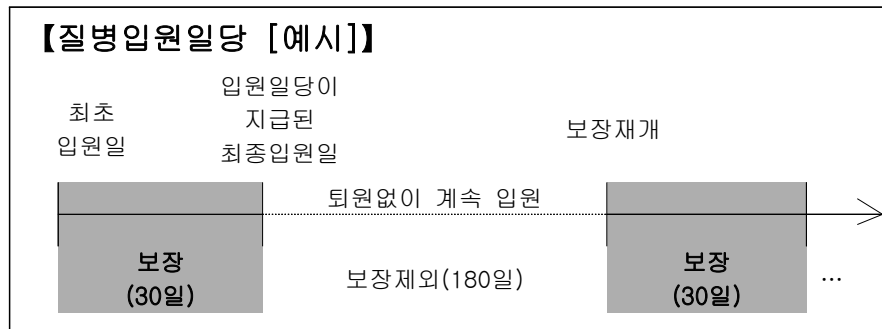 【질병입원일당 [예시]】
최초
입원일
입원일당이
지급된
최종입원일
보장재개
퇴원없이 계속 입원
보장
(30일)
보장제외(180일)
보장
(30일)
…